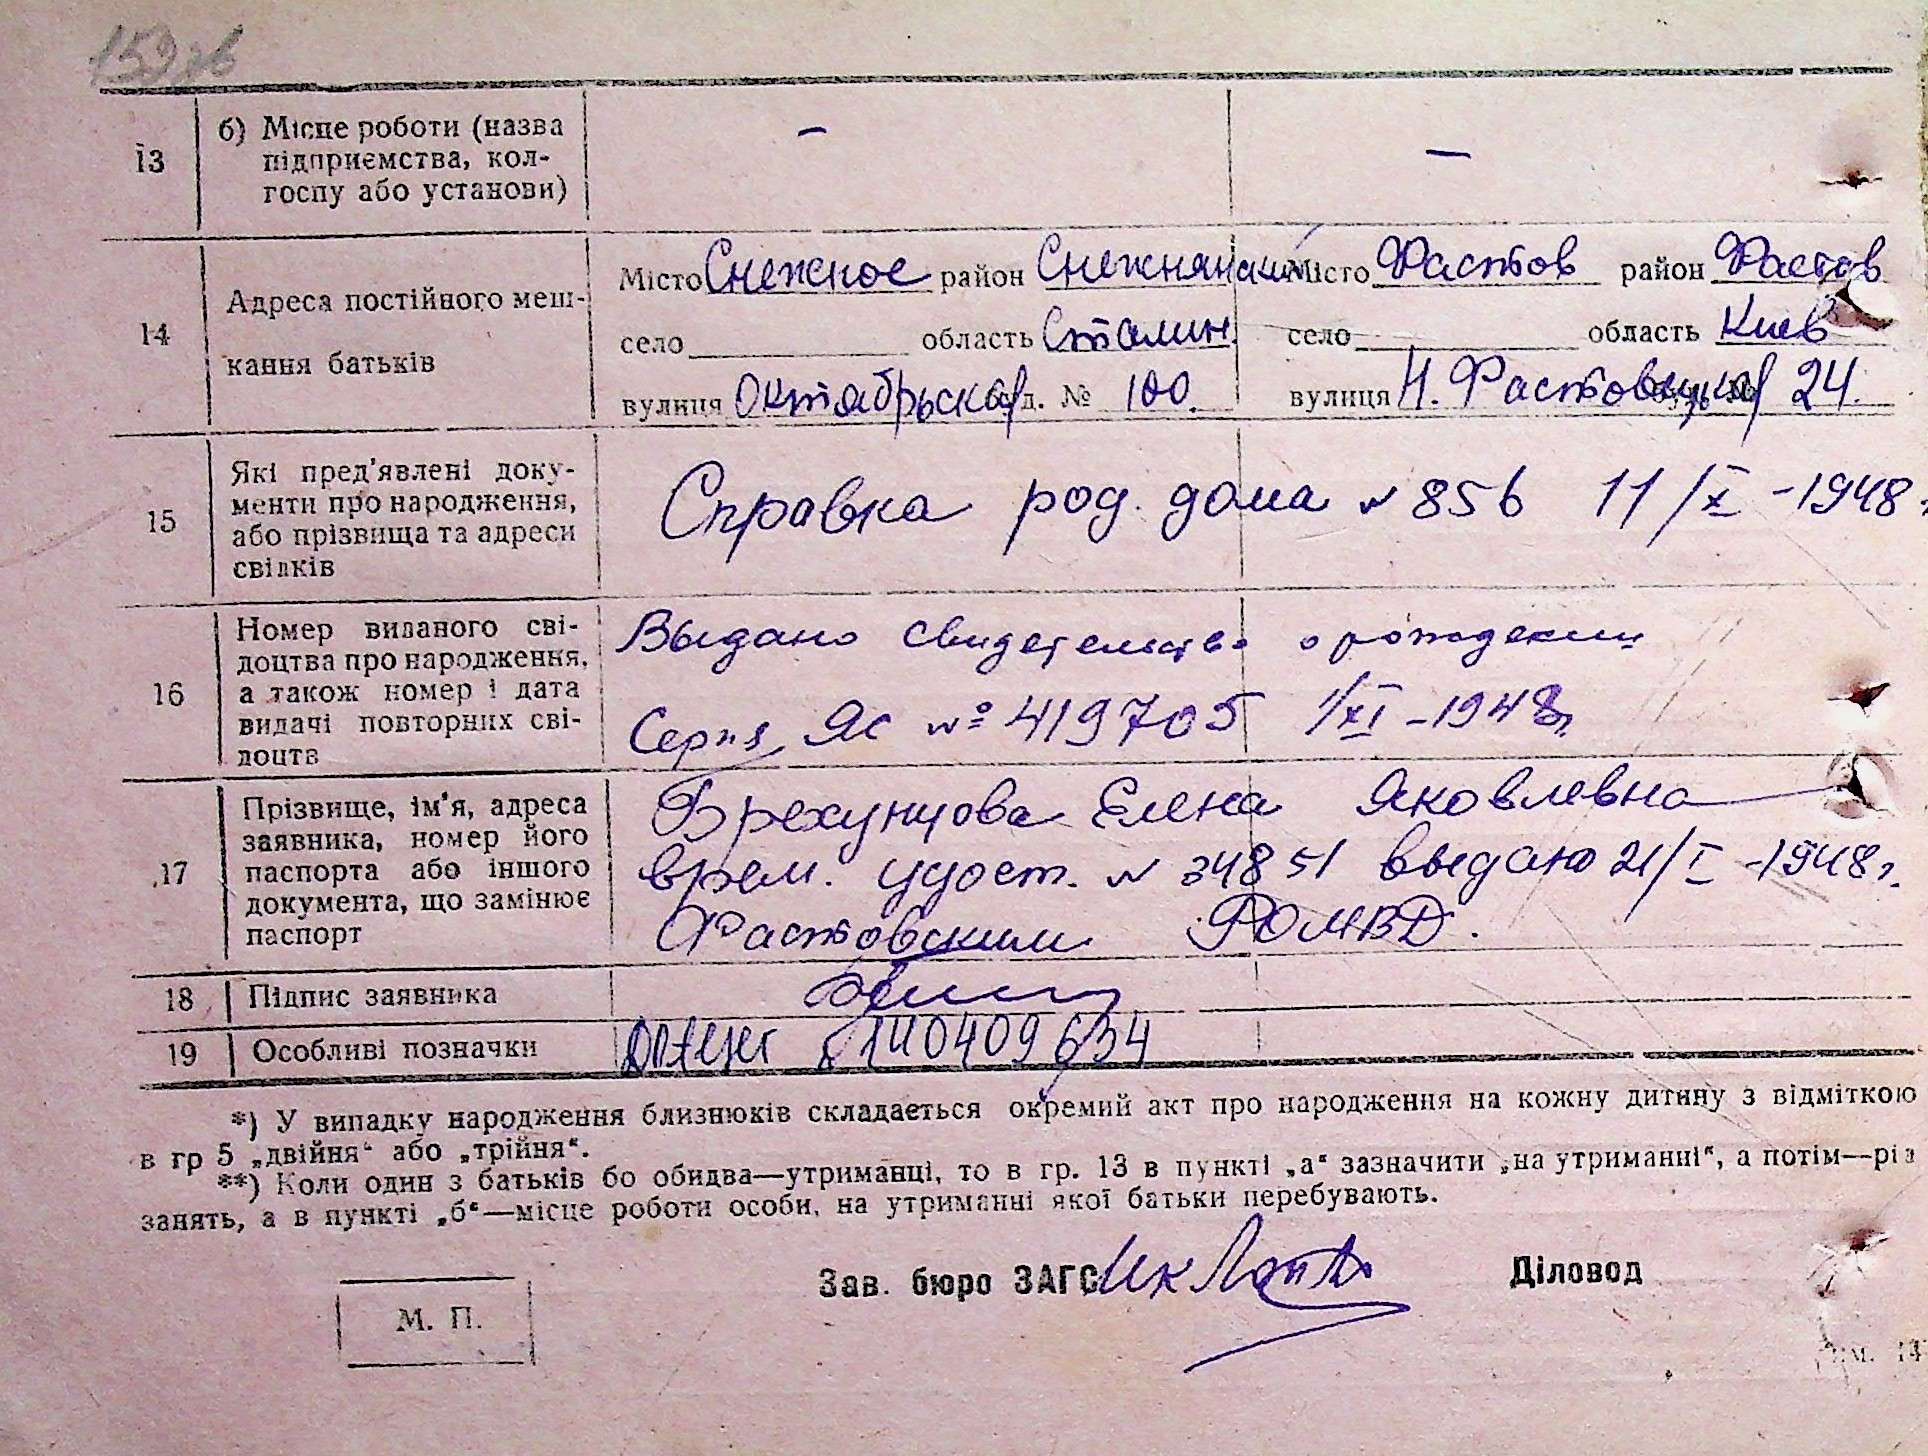 159 зв
13 б) Місце роботи (назва підприємства, колгоспу або установи) – –
14 Адреса постійного меш-
кання батьків
Місто Снежное район Снежнянский
село область Сталин.
вулиця Октябрьская буд. № 100.
Місто Фастов район Фастов
село область Киев
вулиця Н. Фастовецкая буд. № 24.
15 Які пред'явлені доку-
менти про народження,
або прізвища та адреси
свідків
Справка род. дома № 856 11/X - 1948 г.
16 Номер виданого сві-
доцтва про народження,
а також номер і дата
видачі повторних сві-
доцтв
Выдано свидетельство о рождении
Серия ЯС № 419705 1/XI - 1948 г.
17 Прізвище, ім'я, адреса
заявника, номер його
паспорта або іншого
документа, що замінює
паспорт
Брехунцова Елена Яковлевна
врем. удост. № 34851 выдано 21/I - 1948 г.
Фастовским РОМВД.
18 Підпис заявника
19 Особливі позначки 140409634
*) У випадку народження близнюків складається окремий акт про народження на кожну дитину з відміткою
в гр 5 „двійня“ або „трійня“.
**) Коли один з батьків бо обидва—утриманці, то в гр. 13 в пункті „а“ зазначити „на утриманні“, а потім—рід
занять, а в пункті „б“—місце роботи особи, на утриманні якої батьки перебувають.
Зав. бюро ЗАГС Діловод
М. П.